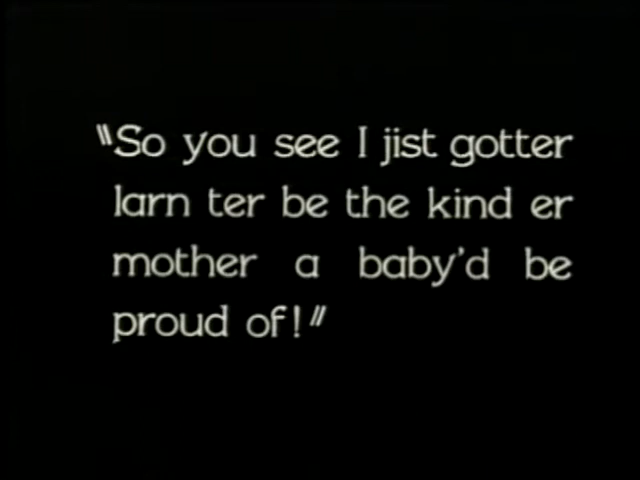 "So you see I jist gotter
larn ter be the kind er
mother a baby'd be
proud of!"